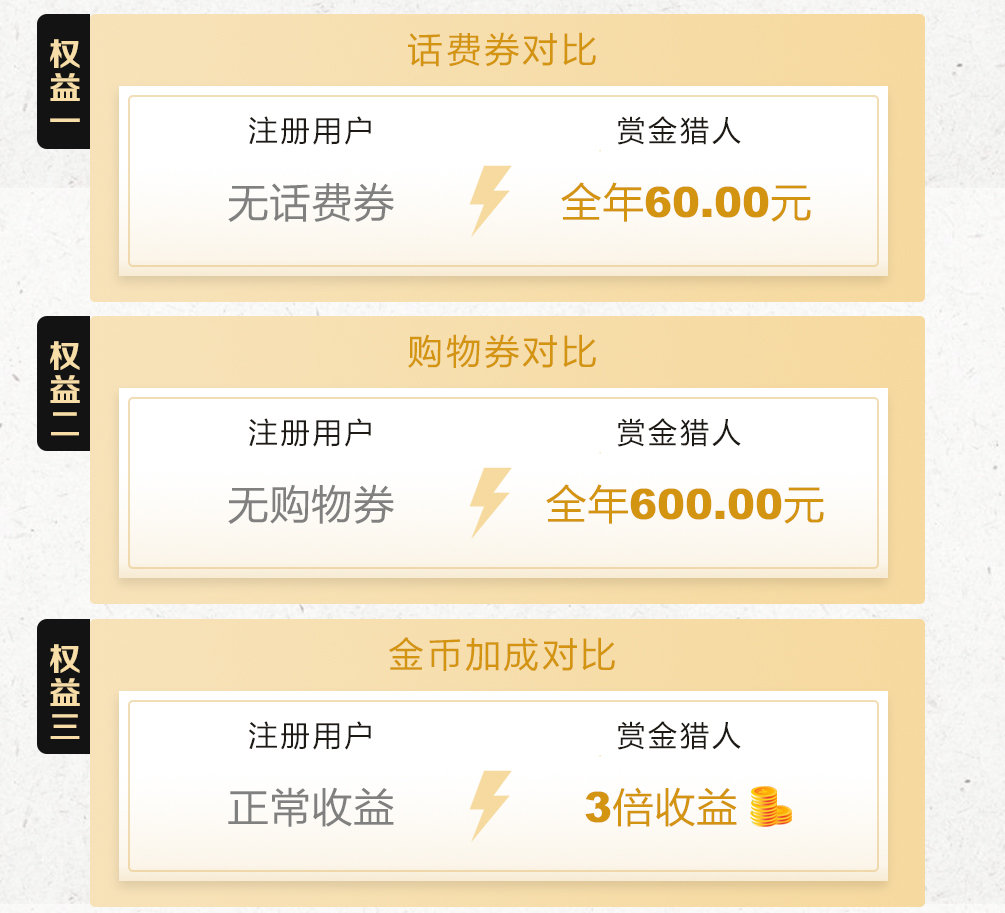 权益一
话费券对比
注册用户 赏金猎人
无话费券 全年60.00元
权益二
购物券对比
注册用户 赏金猎人
无购物券 全年600.00元
权益三
金币加成对比
注册用户 赏金猎人
正常收益 3倍收益